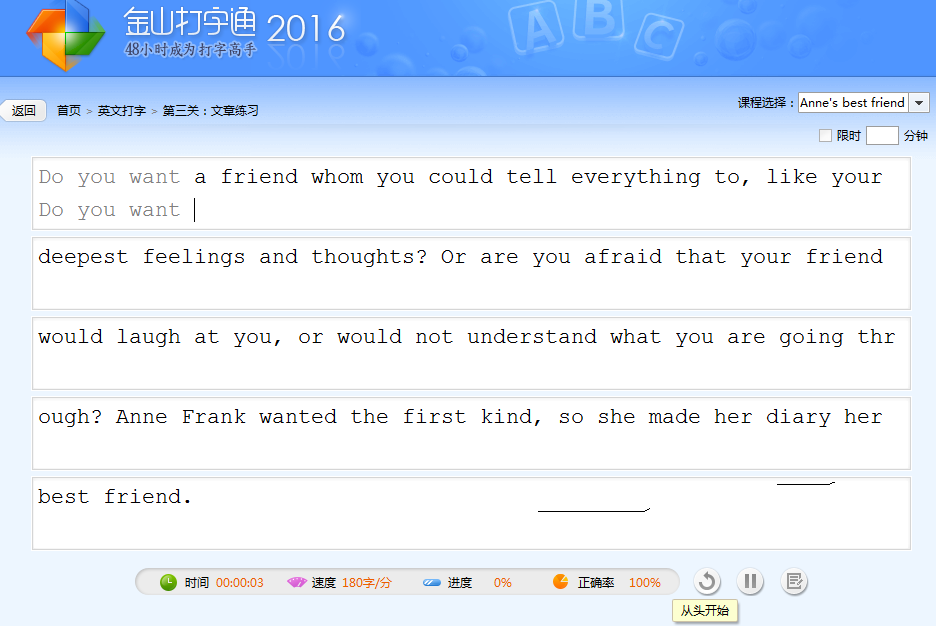 金山打字通 2016
48小时成为打字高手
A B C
返回 首页 > 英文打字 > 第三关：文章练习
课程选择： Anne's best friend
限时 分钟
Do you want a friend whom you could tell everything to, like your
Do you want
deepest feelings and thoughts? Or are you afraid that your friend
would laugh at you, or would not understand what you are going thr
ough? Anne Frank wanted the first kind, so she made her diary her
best friend.
时间 00:00:03 速度 180字/分 进度 0% 正确率 100%
从头开始